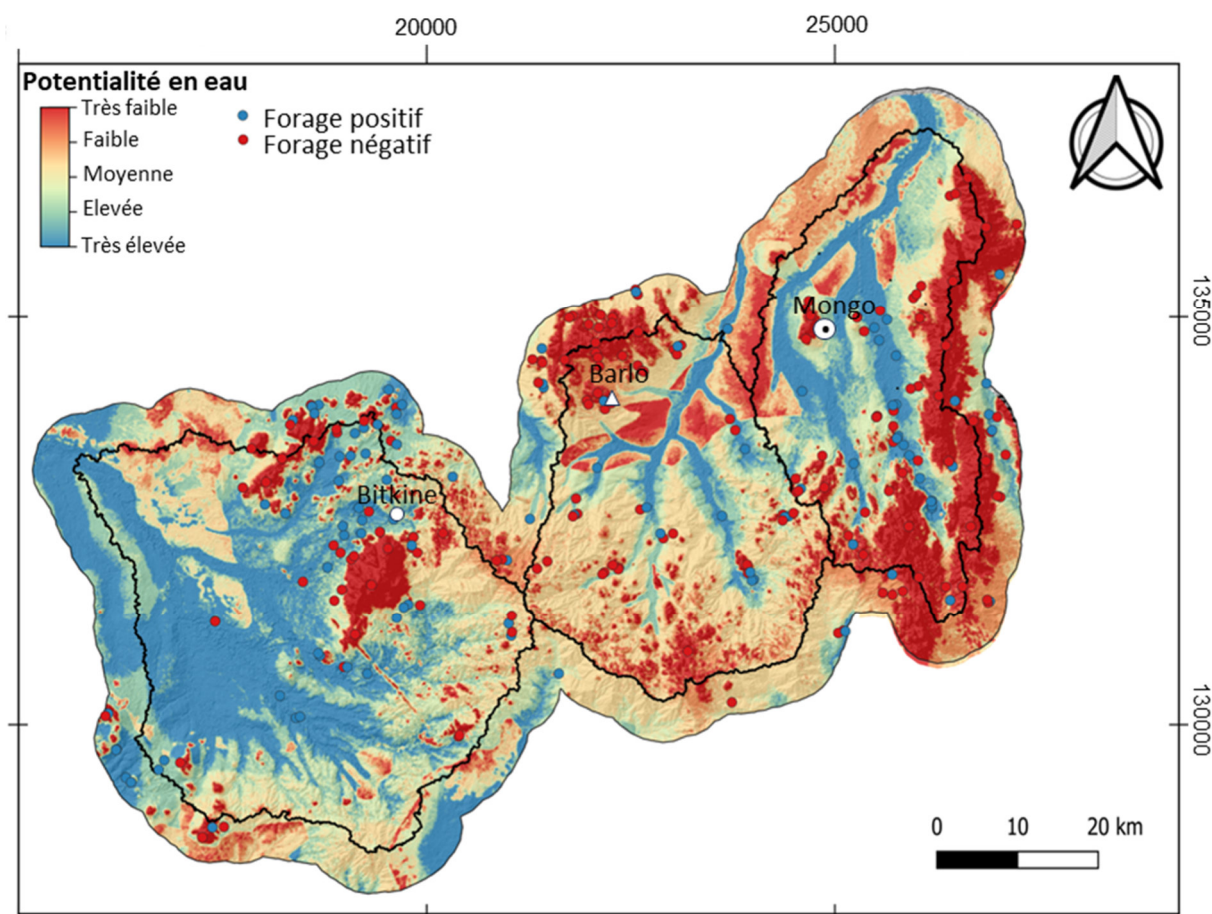 20000 25000
Potentialité en eau
Très faible
Faible
Moyenne
Elevée
Très élevée
Forage positif
Forage négatif
Mongo
135000
Barlo
Bitkine
130000
0 10 20 km